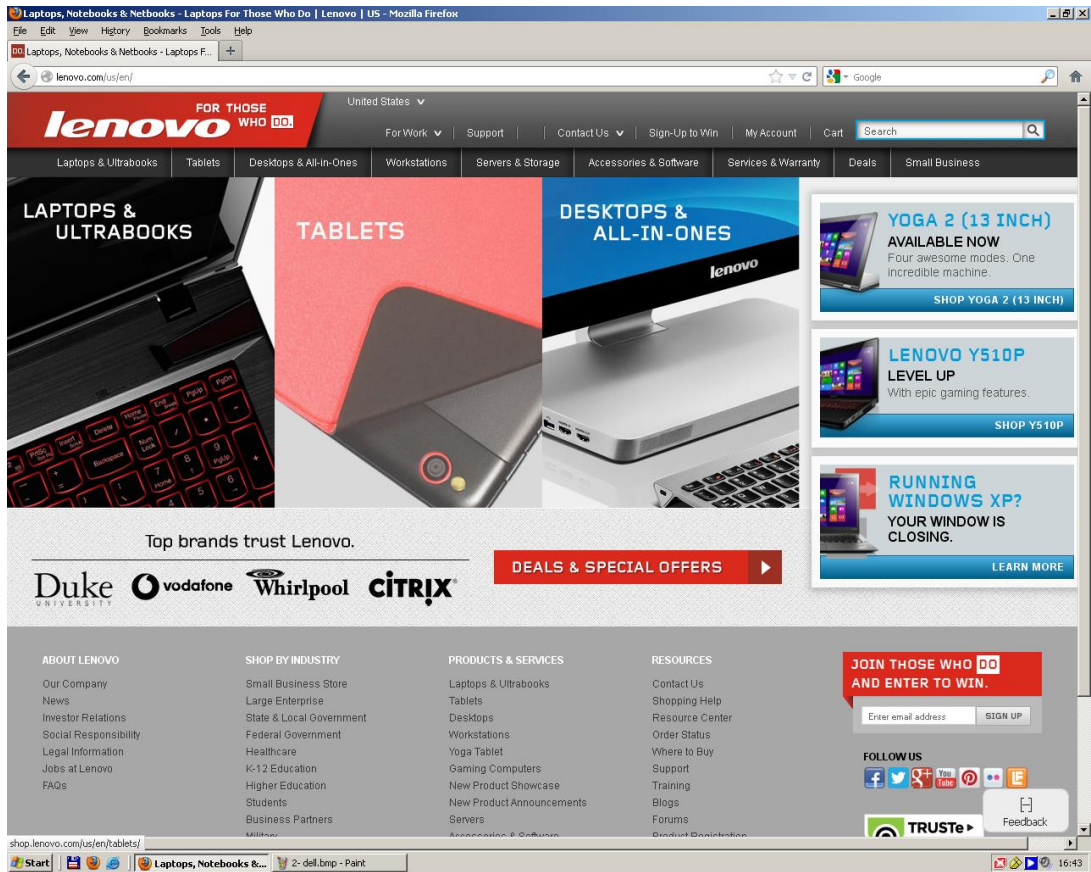 Laptops, Notebooks & Netbooks - Laptops For Those Who Do | Lenovo | US - Mozilla Firefox
File Edit View History Bookmarks Tools Help
Laptops, Notebooks & Netbooks - Laptops F... +
lenovo.com/us/en/ Google
lenovo FOR THOSE WHO DO.
United States
For Work Support Contact Us Sign-Up to Win My Account Cart Search
Laptops & Ultrabooks Tablets Desktops & All-in-Ones Workstations Servers & Storage Accessories & Software Services & Warranty Deals Small Business
LAPTOPS &
ULTRABOOKS
TABLETS
DESKTOPS &
ALL-IN-ONES
lenovo
YOGA 2 (13 INCH)
AVAILABLE NOW
Four awesome modes. One
incredible machine.
SHOP YOGA 2 (13 INCH)
LENOVO Y510P
LEVEL UP
With epic gaming features.
SHOP Y510P
RUNNING
WINDOWS XP?
YOUR WINDOW IS
CLOSING.
LEARN MORE
Top brands trust Lenovo.
Duke
UNIVERSITY
vodafone
Whirlpool
CITRIX
DEALS & SPECIAL OFFERS
ABOUT LENOVO
Our Company
News
Investor Relations
Social Responsibility
Legal Information
Jobs at Lenovo
FAQs
SHOP BY INDUSTRY
Small Business Store
Large Enterprise
State & Local Government
Federal Government
Healthcare
K-12 Education
Higher Education
Students
Business Partners
Military
PRODUCTS & SERVICES
Laptops & Ultrabooks
Tablets
Desktops
Workstations
Yoga Tablet
Gaming Computers
New Product Showcase
New Product Announcements
Servers
Accessories & Software
RESOURCES
Contact Us
Shopping Help
Resource Center
Order Status
Where to Buy
Support
Training
Blogs
Forums
Product Registration
JOIN THOSE WHO DO
AND ENTER TO WIN.
Enter email address SIGN UP
FOLLOW US
You Tube
Feedback
TRUSTe
shop.lenovo.com/us/en/tablets/
Start Laptops, Notebooks &... 2- dell.bmp - Paint 16:43